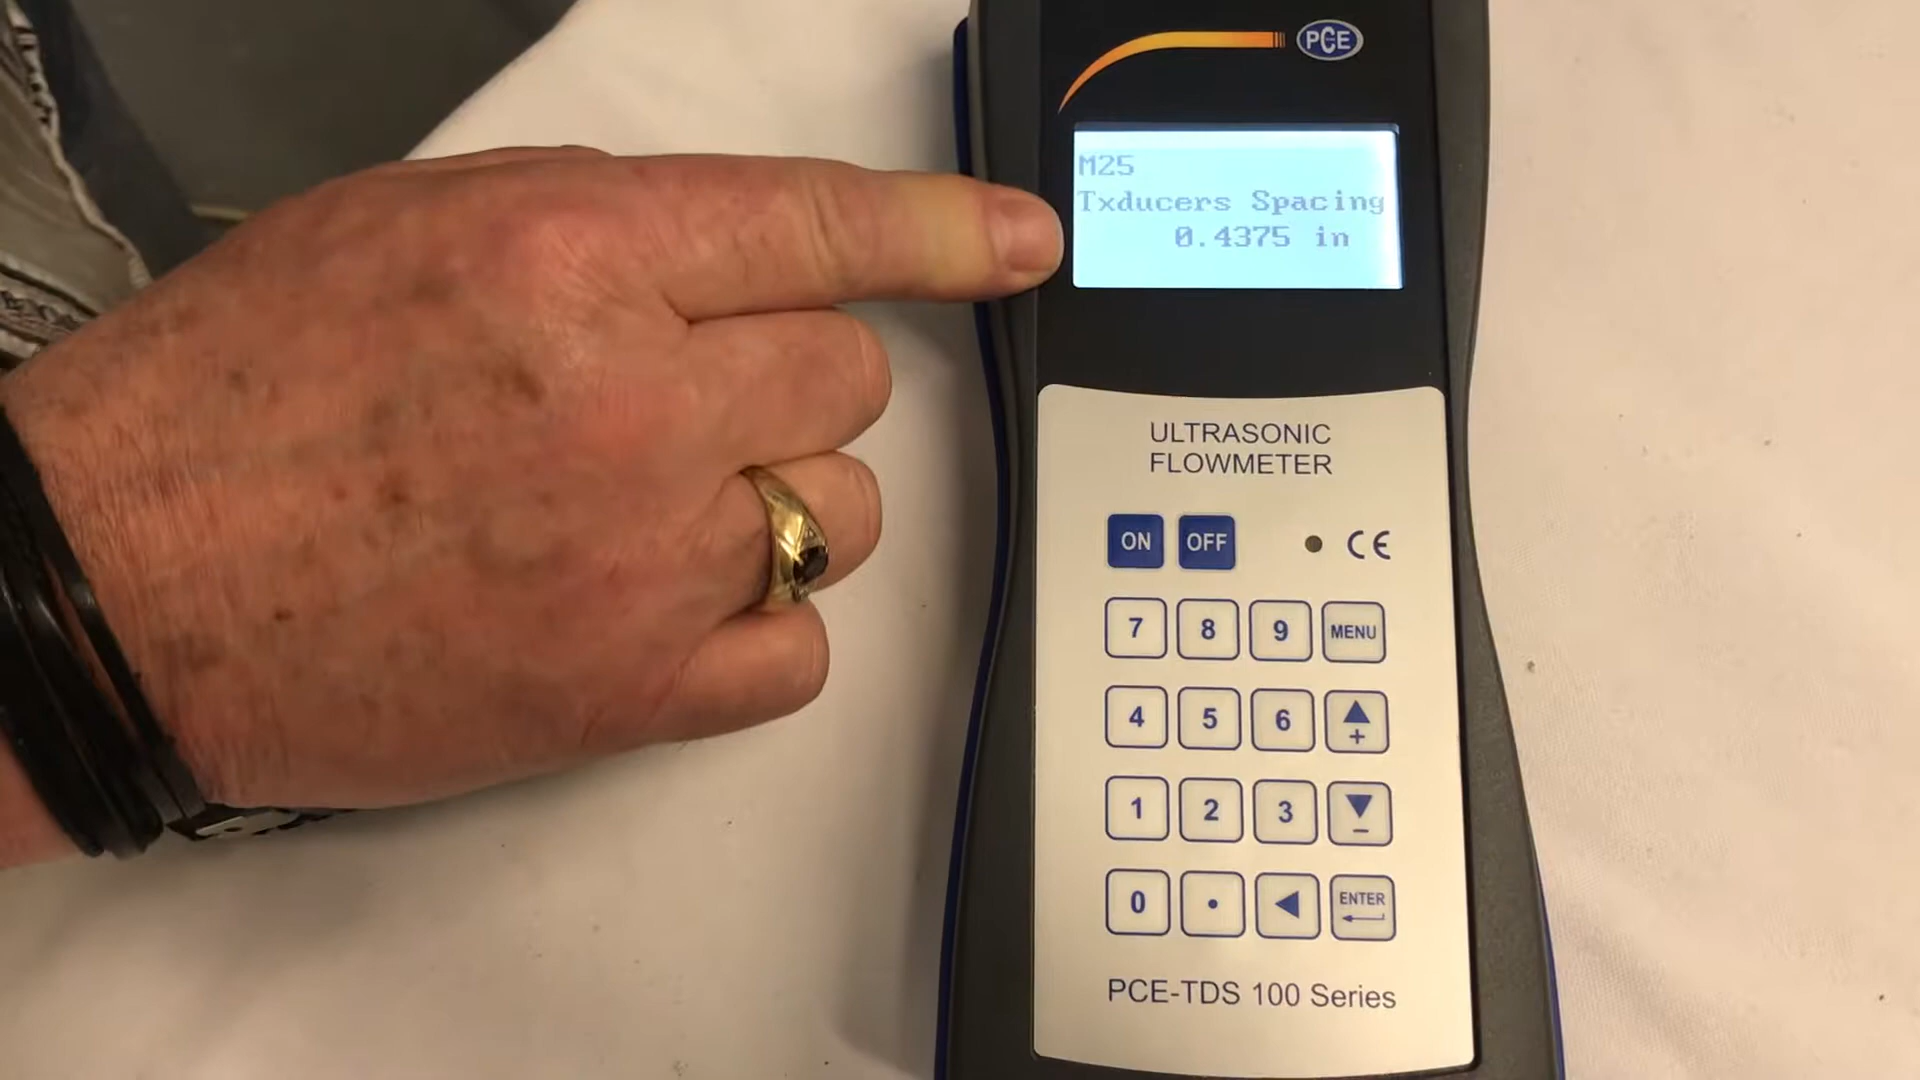 PCE
M25
Txducers Spacing
0.4375 in
ULTRASONIC
FLOWMETER
ON OFF CE
7 8 9 MENU
4 5 6 +
1 2 3 -
0 . ENTER
PCE-TDS 100 Series